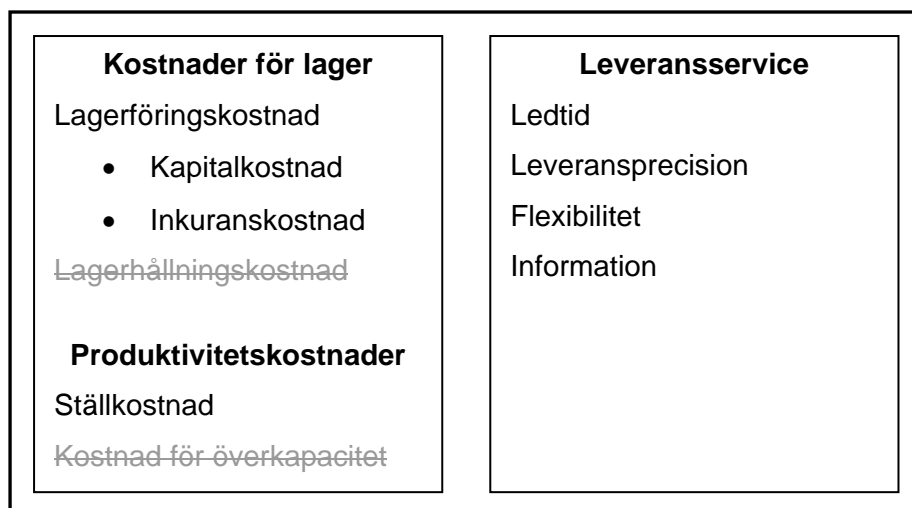 Kostnader för lager
Lagerföringskostnad
• Kapitalkostnad
• Inkuranskostnad
Lagerhållningskostnad
Produktivitetskostnader
Ställkostnad
Kostnad för överkapacitet
Leveransservice
Ledtid
Leveransprecision
Flexibilitet
Information